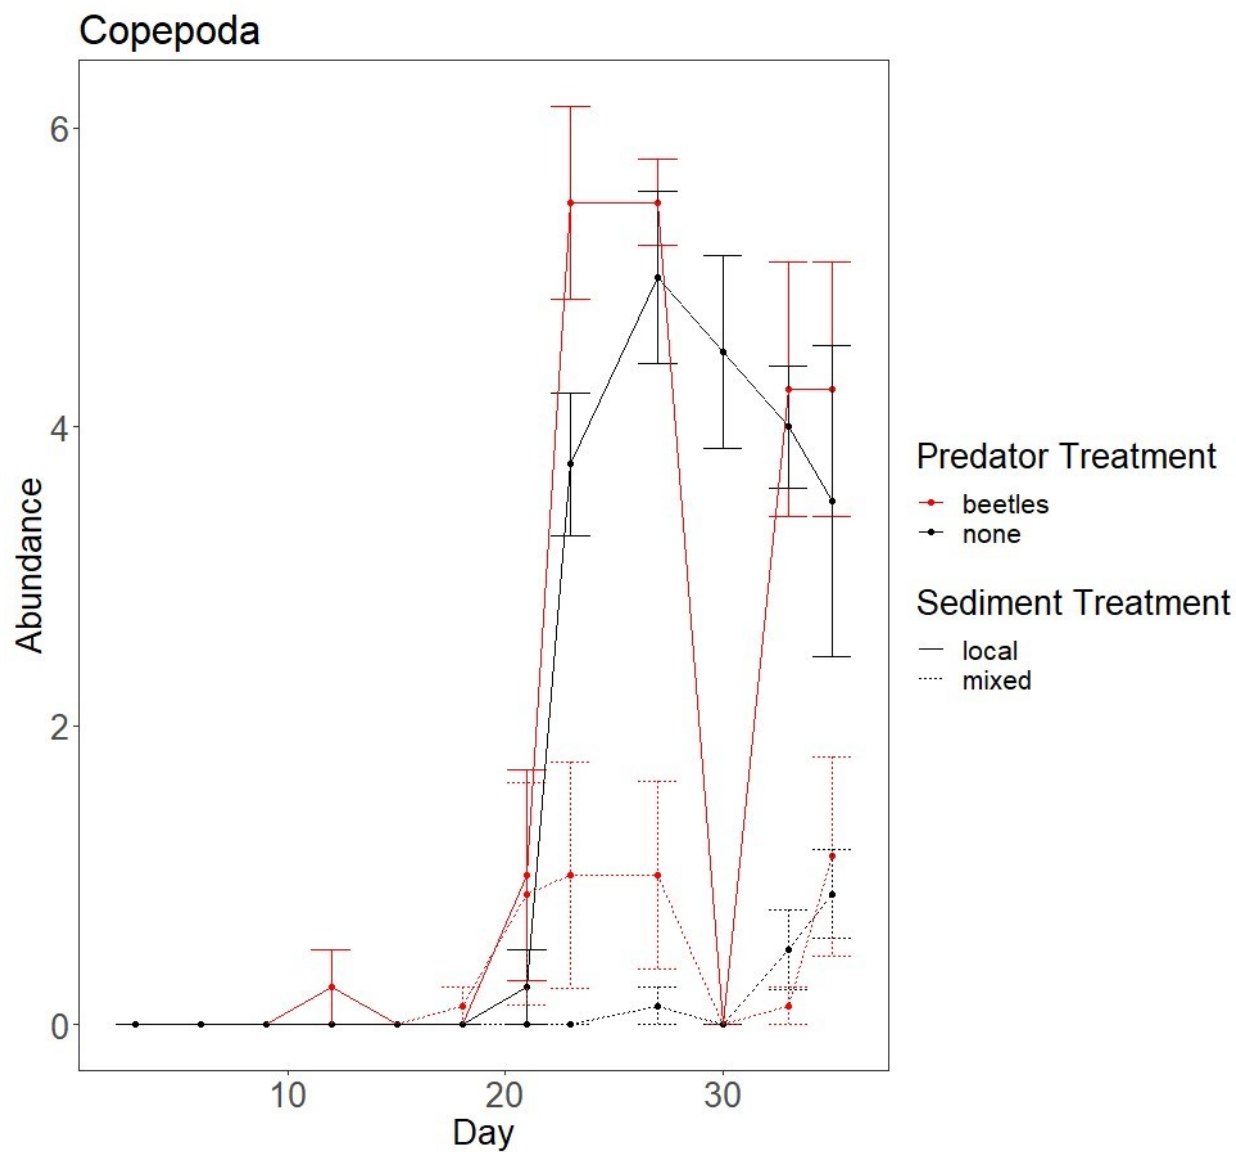 Copepoda
6
4
2
0
Abundance
10 20 30
Day
Predator Treatment
beetles
none
Sediment Treatment
local
mixed